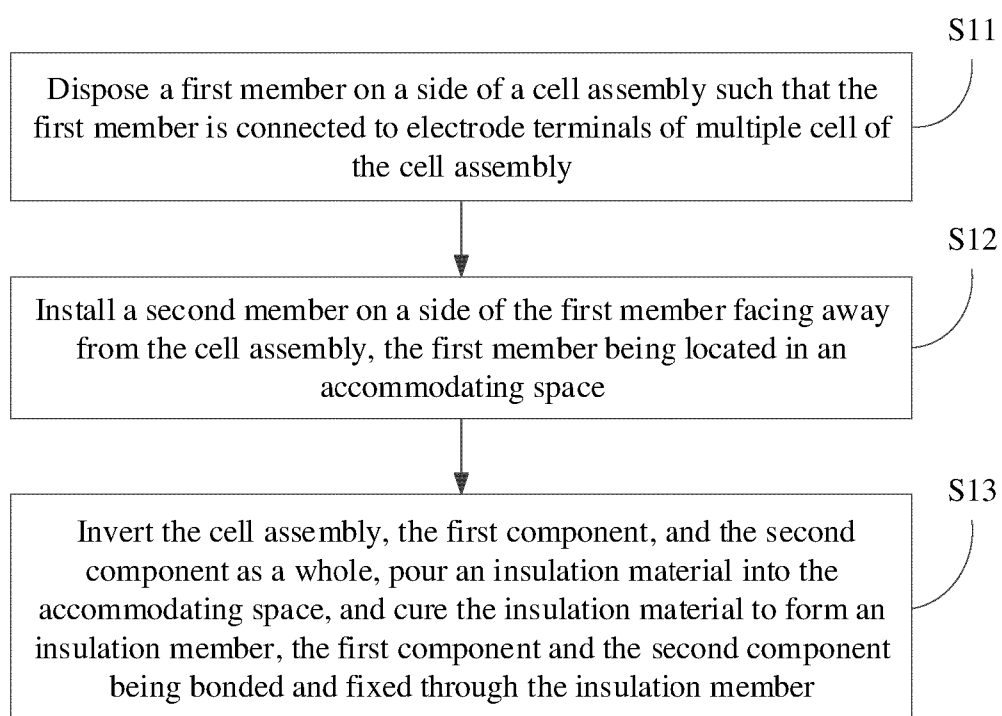 S11
Dispose a first member on a side of a cell assembly such that the
first member is connected to electrode terminals of multiple cell of
the cell assembly
S12
Install a second member on a side of the first member facing away
from the cell assembly, the first member being located in an
accommodating space
S13
Invert the cell assembly, the first component, and the second
component as a whole, pour an insulation material into the
accommodating space, and cure the insulation material to form an
insulation member, the first component and the second component
being bonded and fixed through the insulation member